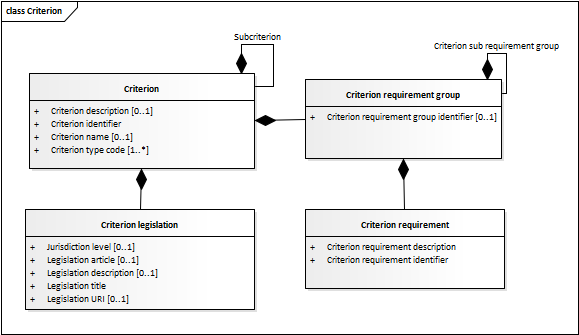 class Criterion
Subcriterion
Criterion sub requirement group
Criterion
+ Criterion description [0..1]
+ Criterion identifier
+ Criterion name [0..1]
+ Criterion type code [1..*]
Criterion requirement group
+ Criterion requirement group identifier [0..1]
Criterion legislation
+ Jurisdiction level [0..1]
+ Legislation article [0..1]
+ Legislation description [0..1]
+ Legislation title
+ Legislation URI [0..1]
Criterion requirement
+ Criterion requirement description
+ Criterion requirement identifier